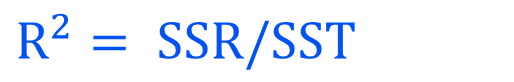 R² = SSR/SST